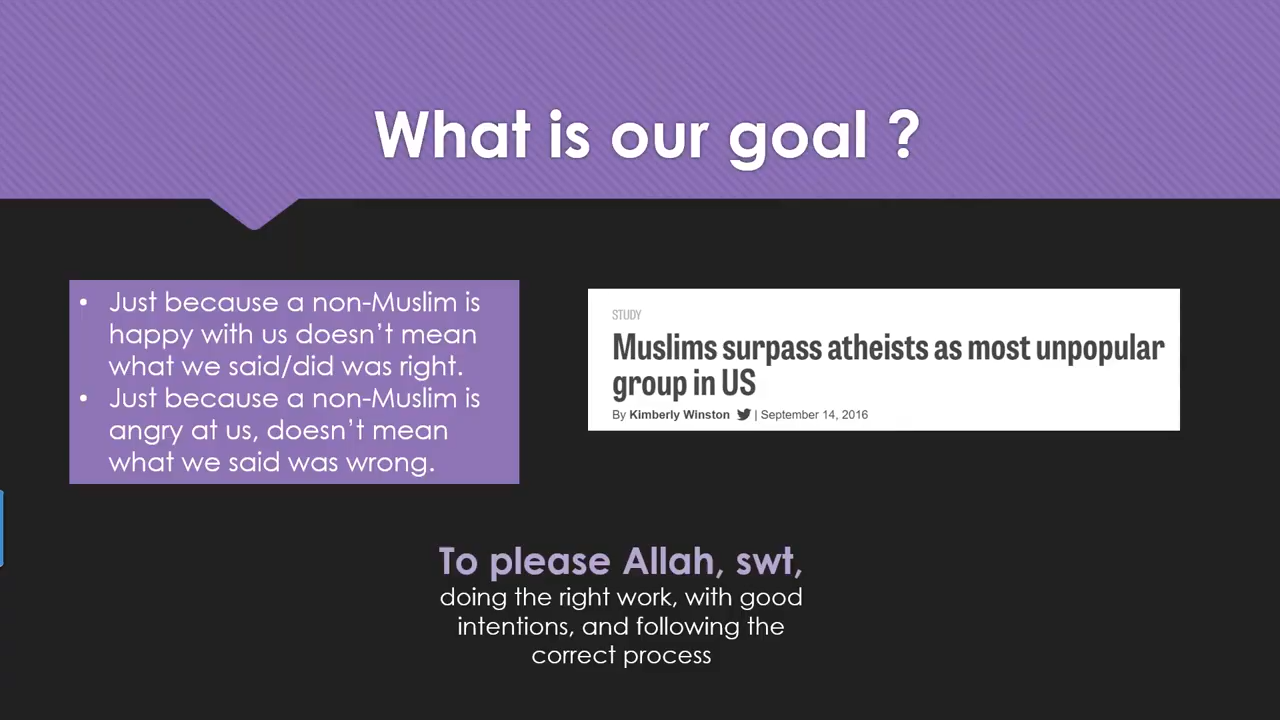 What is our goal ?
• Just because a non-Muslim is
happy with us doesn't mean
what we said/did was right.
• Just because a non-Muslim is
angry at us, doesn't mean
what we said was wrong.
STUDY
Muslims surpass atheists as most unpopular
group in US
By Kimberly Winston | September 14, 2016
To please Allah, swt,
doing the right work, with good
intentions, and following the
correct process